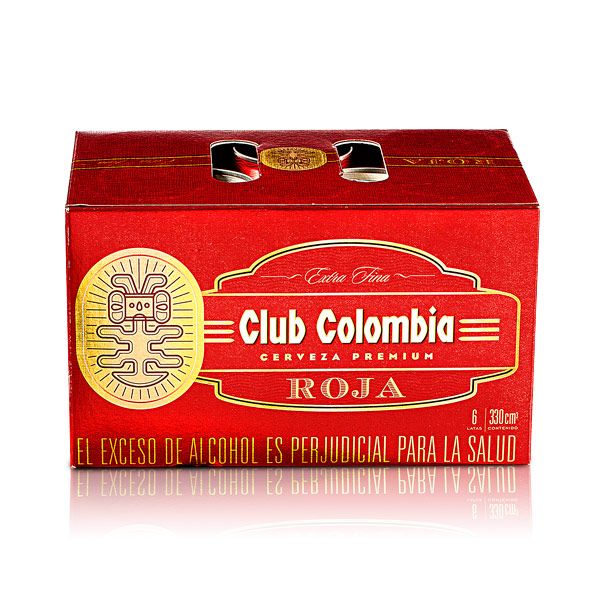 ROJA
Extra Fina
Club Colombia
CERVEZA PREMIUM
ROJA
6 LATAS
330 cm³ CONTENIDO
EL EXCESO DE ALCOHOL ES PERJUDICIAL PARA LA SALUD